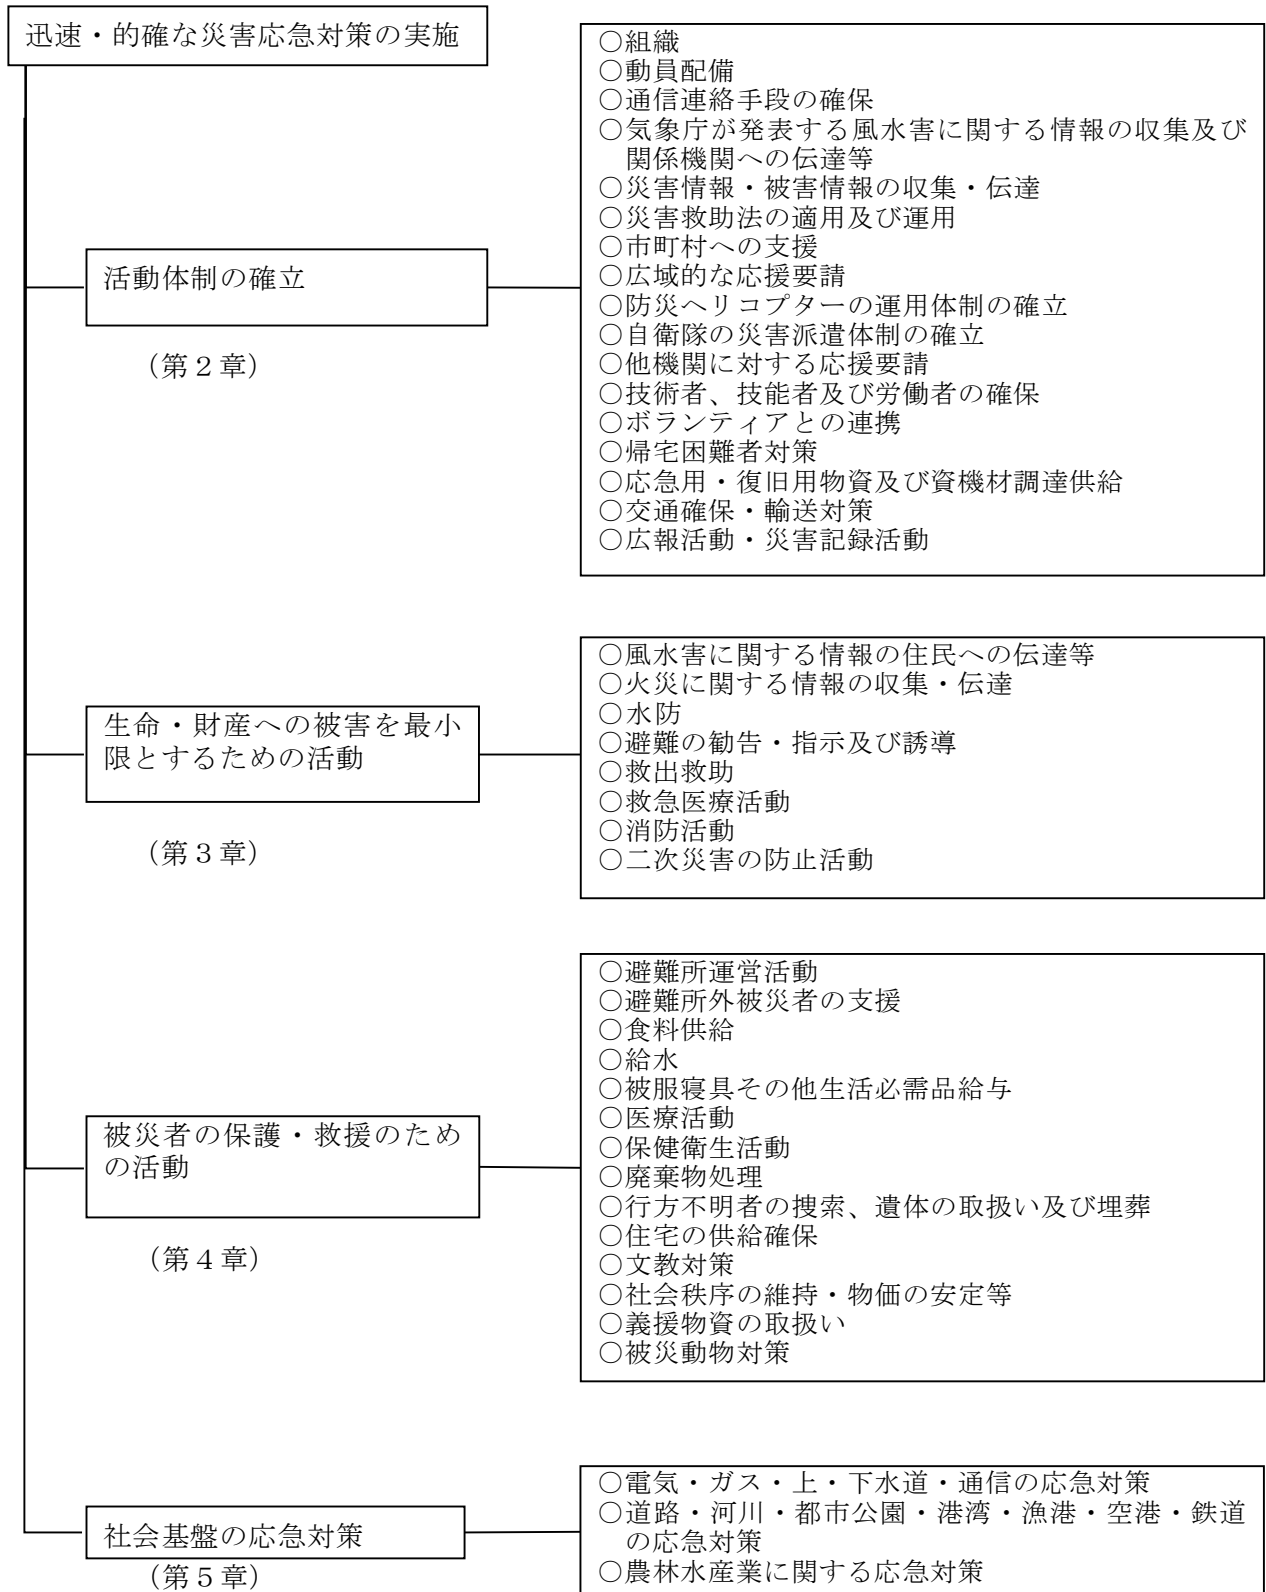 迅速・的確な災害応急対策の実施
活動体制の確立
（第２章）
○組織
○動員配備
○通信連絡手段の確保
○気象庁が発表する風水害に関する情報の収集及び
関係機関への伝達等
○災害情報・被害情報の収集・伝達
○災害救助法の適用及び運用
○市町村への支援
○広域的な応援要請
○防災ヘリコプターの運用体制の確立
○自衛隊の災害派遣体制の確立
○他機関に対する応援要請
○技術者、技能者及び労働者の確保
○ボランティアとの連携
○帰宅困難者対策
○応急用・復旧用物資及び資機材調達供給
○交通確保・輸送対策
○広報活動・災害記録活動
生命・財産への被害を最小
限とするための活動
（第３章）
○風水害に関する情報の住民への伝達等
○火災に関する情報の収集・伝達
○水防
○避難の勧告・指示及び誘導
○救出救助
○救急医療活動
○消防活動
○二次災害の防止活動
被災者の保護・救援のため
の活動
（第４章）
○避難所運営活動
○避難所外被災者の支援
○食料供給
○給水
○被服寝具その他生活必需品給与
○医療活動
○保健衛生活動
○廃棄物処理
○行方不明者の捜索、遺体の取扱い及び埋葬
○住宅の供給確保
○文教対策
○社会秩序の維持・物価の安定等
○義援物資の取扱い
○被災動物対策
社会基盤の応急対策
（第５章）
○電気・ガス・上・下水道・通信の応急対策
○道路・河川・都市公園・港湾・漁港・空港・鉄道
の応急対策
○農林水産業に関する応急対策